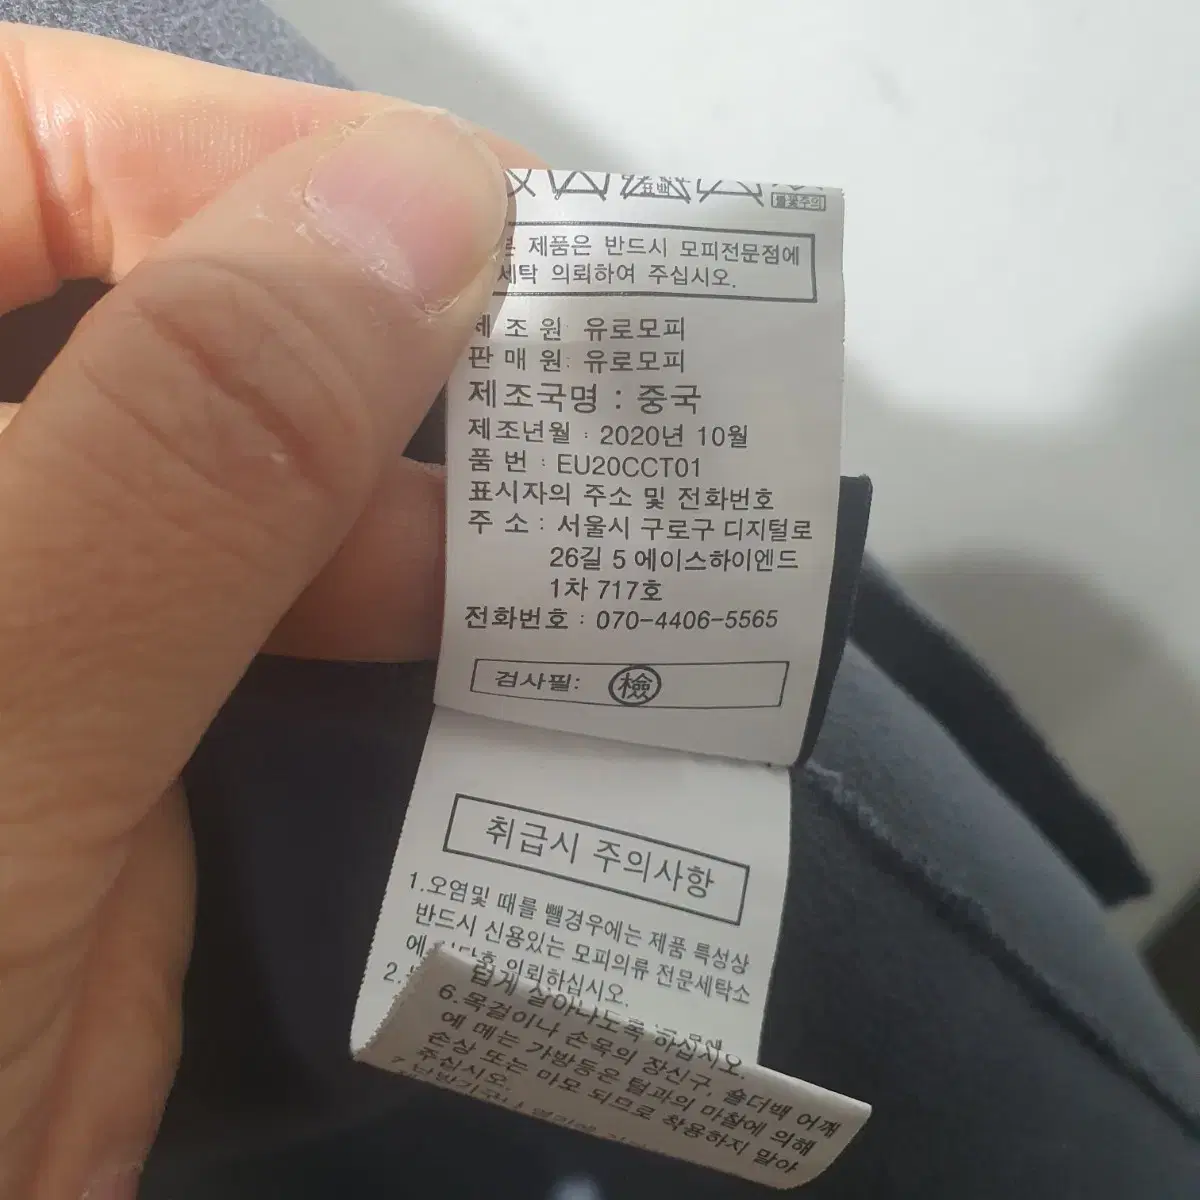 표백
불꽃주의
본 제품은 반드시 모피전문점에
세탁 의뢰하여 주십시오.
제 조 원: 유로모피
판 매 원: 유로모피
제조국명 : 중국
제조년월 : 2020년 10월
품 번 : EU20CCT01
표시자의 주소 및 전화번호
주 소 : 서울시 구로구 디지털로
26길 5 에이스하이엔드
1차 717호
전화번호 : 070-4406-5565
검사필: 檢
취급시 주의사항
1.오염및 때를 뺄경우에는 제품 특성상
반드시 신용있는 모피의류 전문세탁소
에 의뢰하십시오.
2.
쉽게 살아나도록 하십시오.
6.목걸이나 손목의 장신구, 숄더백 어깨
에 메는 가방등은 털과의 마찰에 의해
손상 또는 마모 되므로 착용하지 말아
주십시오.
7.